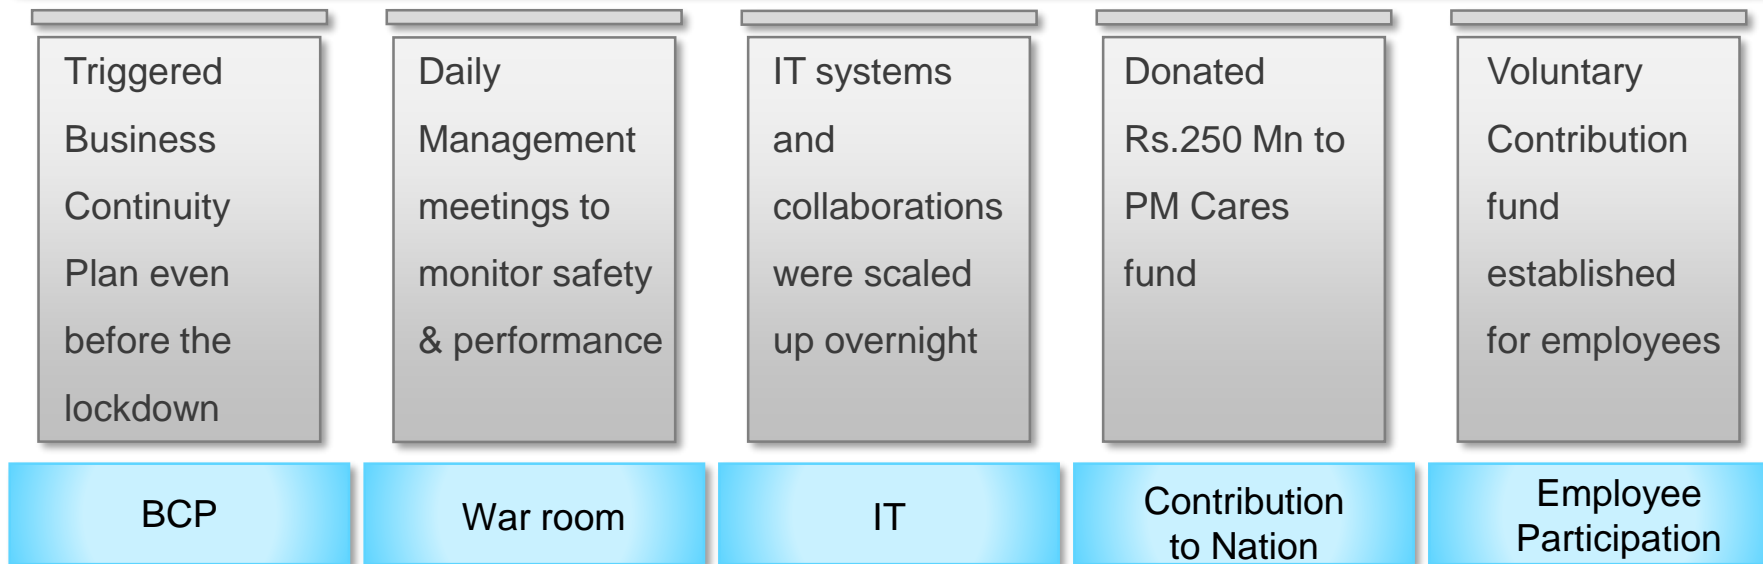 Triggered
Business
Continuity
Plan even
before the
lockdown
BCP
Daily
Management
meetings to
monitor safety
& performance
War room
IT systems
and
collaborations
were scaled
up overnight
IT
Donated
Rs.250 Mn to
PM Cares
fund
Contribution
to Nation
Voluntary
Contribution
fund
established
for employees
Employee
Participation